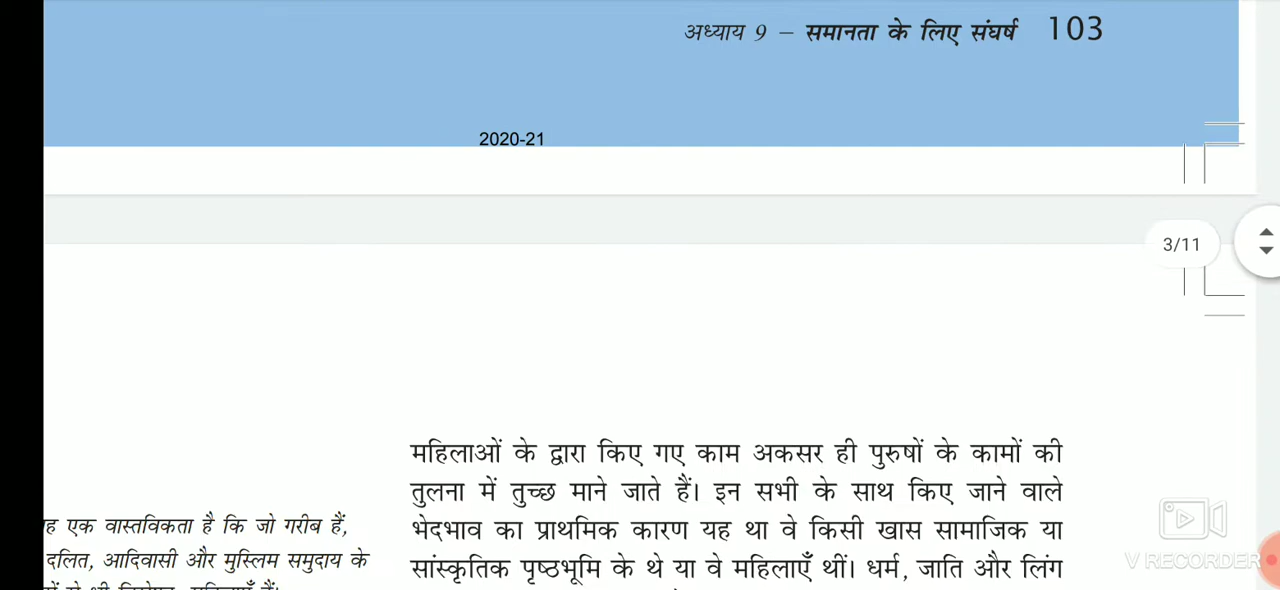 अध्याय 9 – समानता के लिए संघर्ष 103
2020-21
3/11
महिलाओं के द्वारा किए गए काम अकसर ही पुरुषों के कामों की
तुलना में तुच्छ माने जाते हैं। इन सभी के साथ किए जाने वाले
भेदभाव का प्राथमिक कारण यह था वे किसी खास सामाजिक या
सांस्कृतिक पृष्ठभूमि के थे या वे महिलाएँ थीं। धर्म, जाति और लिंग
एक वास्तविकता है कि जो गरीब हैं,
दलित, आदिवासी और मुस्लिम समुदाय के
V RECORDER